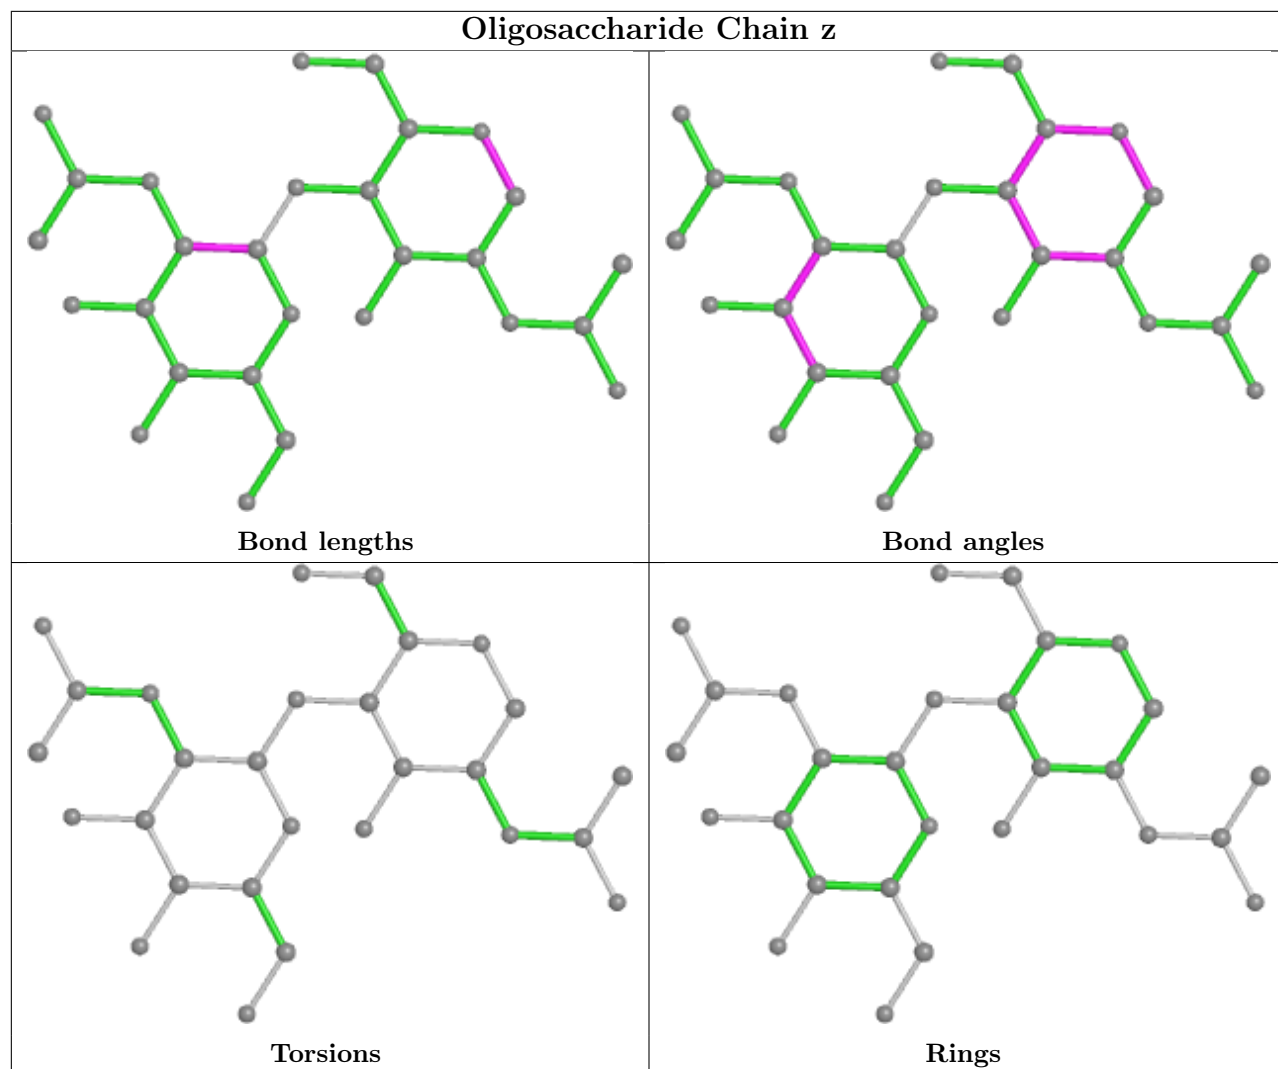 Oligosaccharide Chain z
Bond lengths
Bond angles
Torsions
Rings